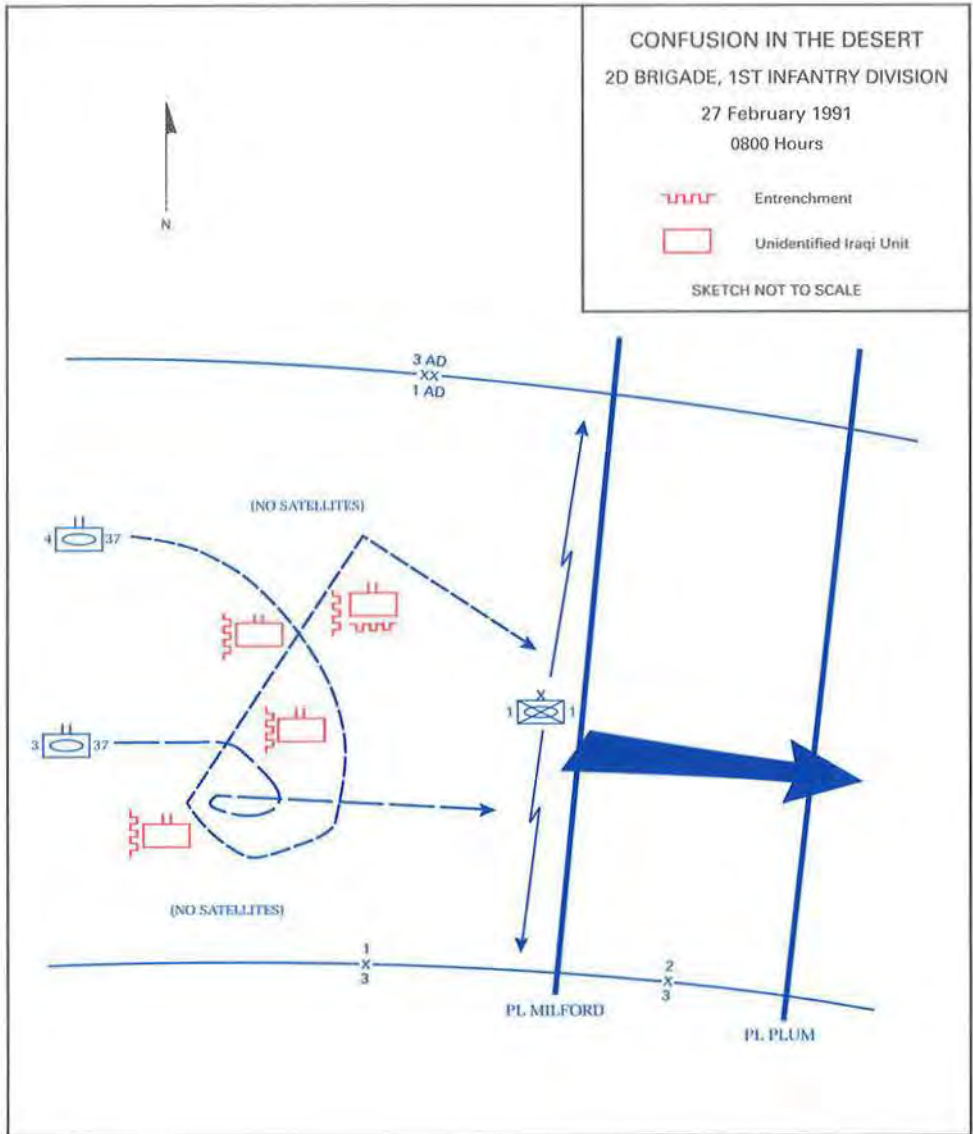 CONFUSION IN THE DESERT
2D BRIGADE, 1ST INFANTRY DIVISION
27 February 1991
0800 Hours
Entrenchment
Unidentified Iraqi Unit
SKETCH NOT TO SCALE
N
3 AD
XX
1 AD
(NO SATELLITES)
4 37
X
1 1
3 37
(NO SATELLITES)
1
X
3
2
X
3
PL MILFORD
PL PLUM